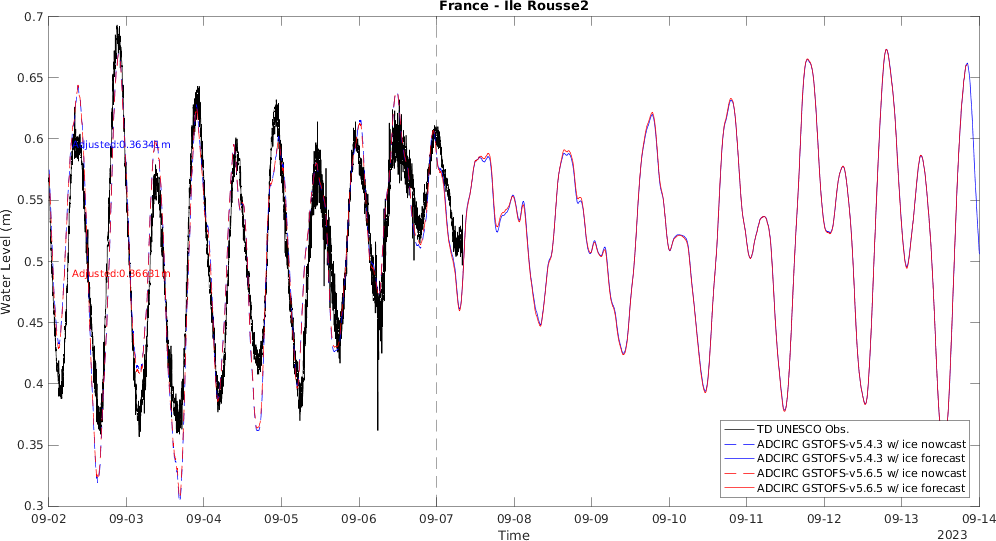 France - Ile Rousse2
0.7
0.65
0.6
0.55
0.5
0.45
0.4
0.35
0.3
Water Level (m)
Adjusted:0.36341m
Adjusted:0.36631m
TD UNESCO Obs.
ADCIRC GSTOFS-v5.4.3 w/ ice nowcast
ADCIRC GSTOFS-v5.4.3 w/ ice forecast
ADCIRC GSTOFS-v5.6.5 w/ ice nowcast
ADCIRC GSTOFS-v5.6.5 w/ ice forecast
09-02 09-03 09-04 09-05 09-06 09-07 09-08 09-09 09-10 09-11 09-12 09-13 09-14
Time
2023